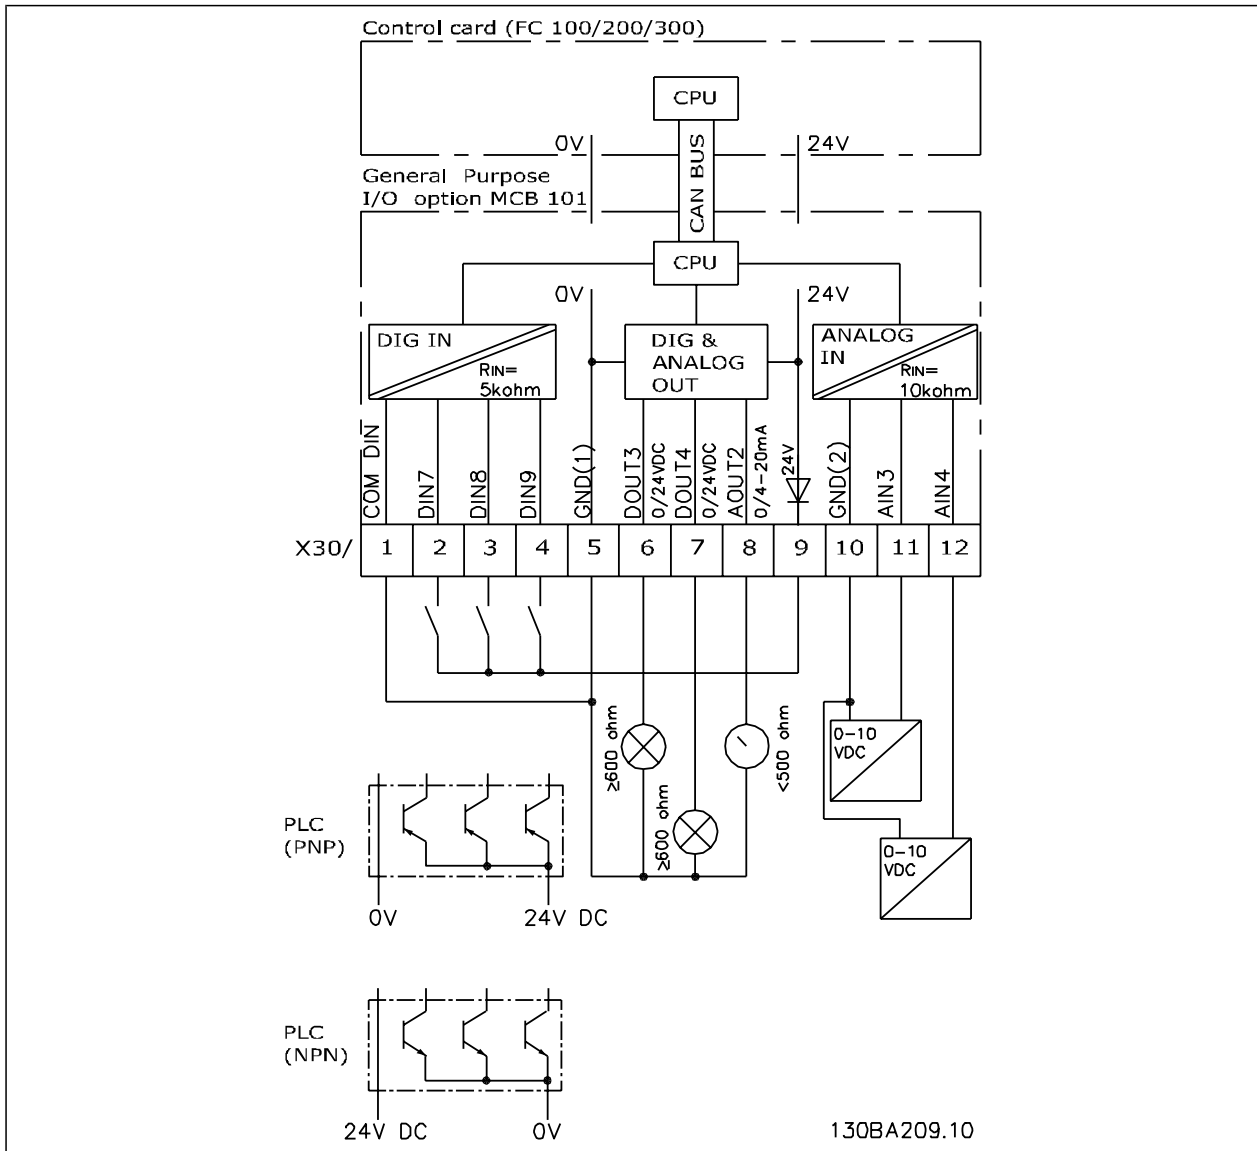 Control card (FC 100/200/300)
CPU
0V
24V
CAN BUS
General Purpose
I/O option MCB 101
CPU
0V
24V
DIG IN
RIN=
5kohm
DIG &
ANALOG
OUT
ANALOG
IN
RIN=
10kohm
COM DIN
DIN7
DIN8
DIN9
GND(1)
DOUT3
0/24VDC
DOUT4
0/24VDC
AOUT2
0/4-20mA
24V
GND(2)
AIN3
AIN4
X30/ 1 2 3 4 5 6 7 8 9 10 11 12
≥600 ohm
<500 ohm
≥600 ohm
0-10
VDC
0-10
VDC
PLC
(PNP)
0V
24V DC
PLC
(NPN)
24V DC
0V
130BA209.10